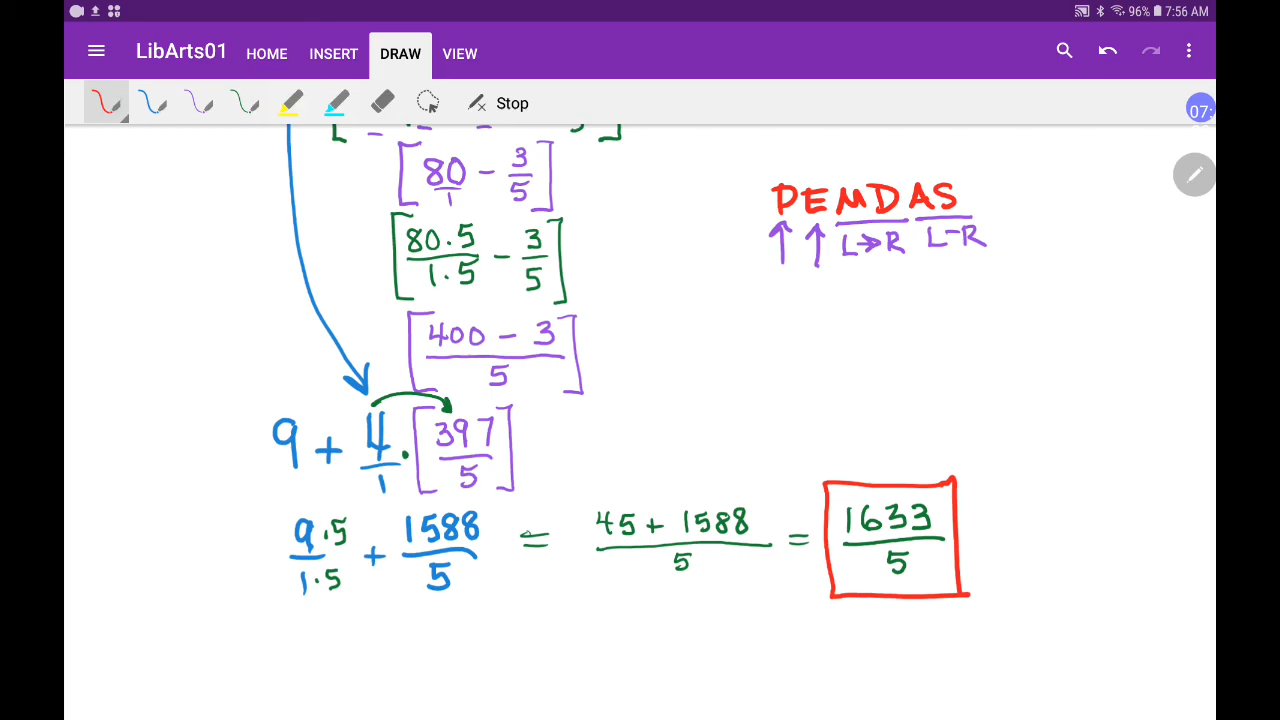 96% 7:56 AM
LibArts01 HOME INSERT DRAW VIEW
Stop
07:
[80/1 - 3/5]
PEMDAS
L→R L-R
[80·5/1·5 - 3/5]
[400 - 3/5]
9 + 4/1 · [397/5]
9·5/1·5 + 1588/5 = 45 + 1588/5 = 1633/5